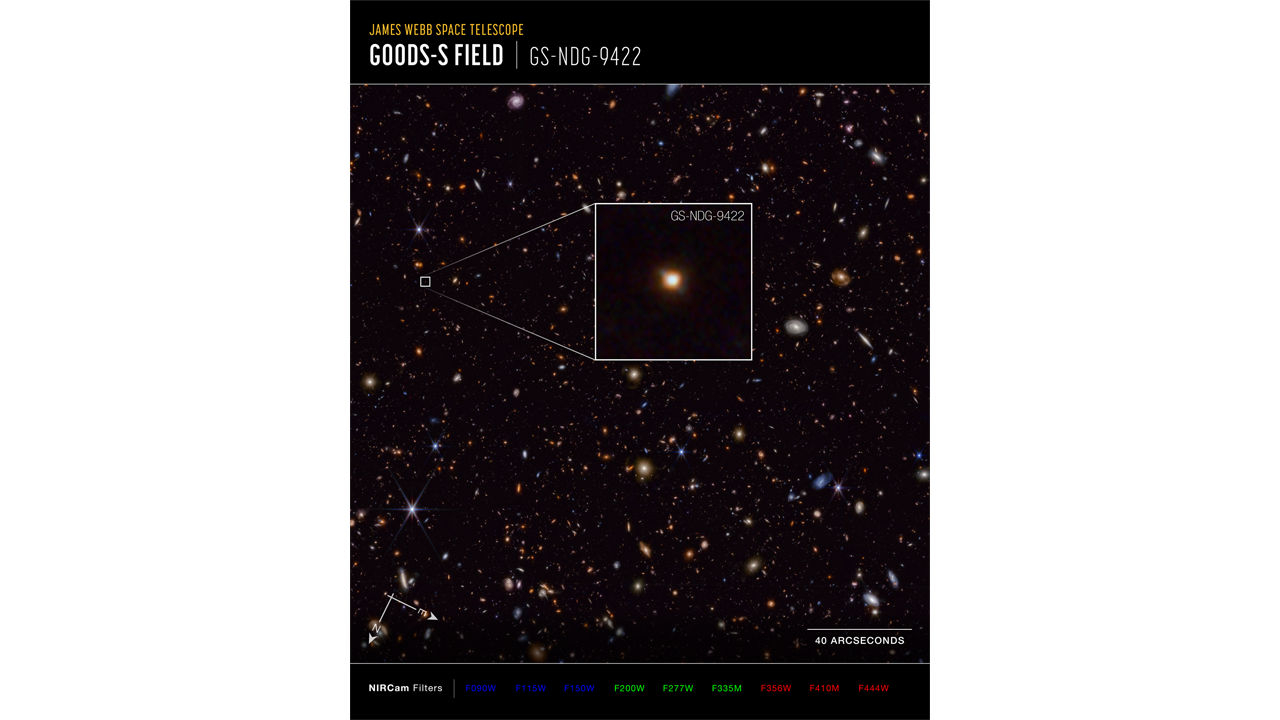 JAMES WEBB SPACE TELESCOPE
GOODS-S FIELD | GS-NDG-9422
GS-NDG-9422
E
N
40 ARCSECONDS
NIRCam Filters | F090W F115W F150W F200W F277W F335M F356W F410M F444W